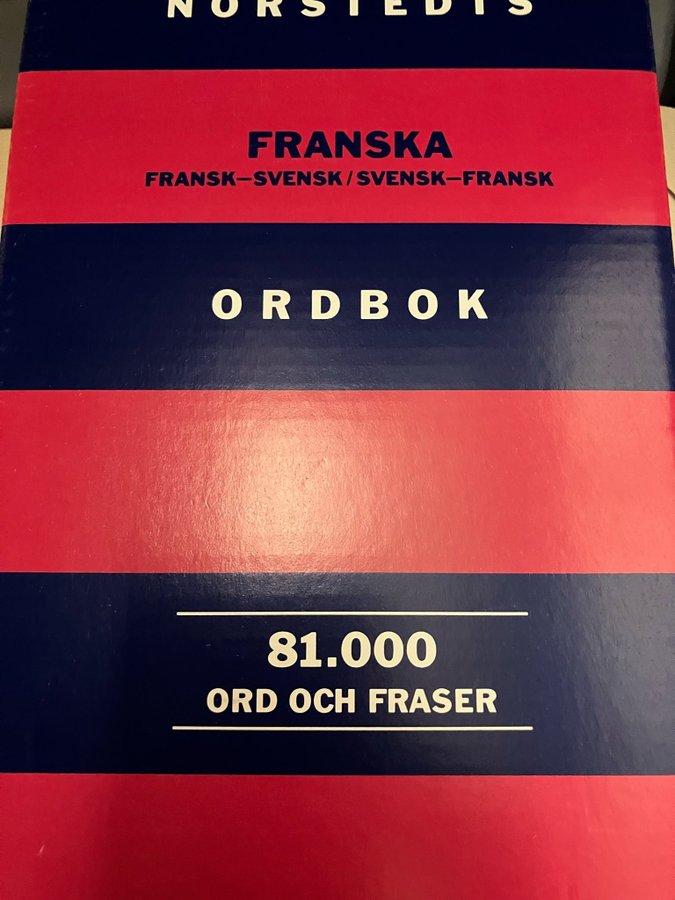 NORSTEDTS
FRANSKA
FRANSK–SVENSK / SVENSK–FRANSK
ORDBOK
81.000
ORD OCH FRASER